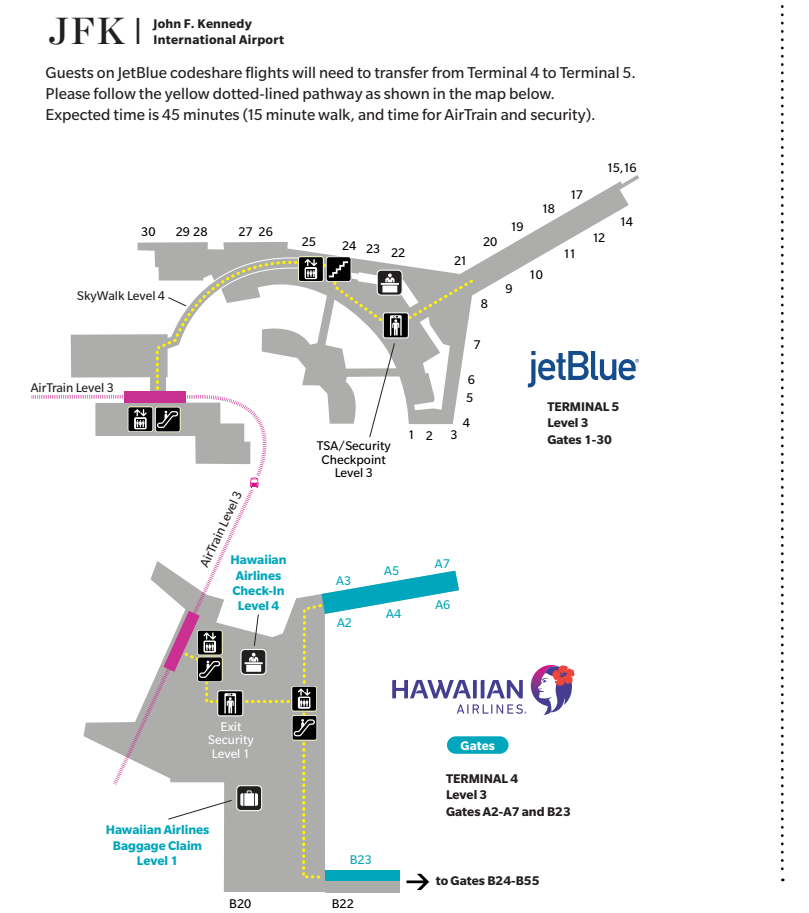 JFK | John F. Kennedy
International Airport
Guests on JetBlue codeshare flights will need to transfer from Terminal 4 to Terminal 5.
Please follow the yellow dotted-lined pathway as shown in the map below.
Expected time is 45 minutes (15 minute walk, and time for AirTrain and security).
15,16
17
18
14
19
12
20
11
30
29 28
27 26
25
24
23
22
21
10
9
8
SkyWalk Level 4
7
jetBlue
6
5
AirTrain Level 3
4
1
2
3
TERMINAL 5
Level 3
Gates 1-30
TSA/Security
Checkpoint
Level 3
AirTrain Level 3
Hawaiian
Airlines
Check-In
Level 4
A3
A5
A7
A2
A4
A6
HAWAIIAN
AIRLINES.
Exit
Security
Level 1
Gates
TERMINAL 4
Level 3
Gates A2-A7 and B23
Hawaiian Airlines
Baggage Claim
Level 1
B23
to Gates B24-B55
B20
B22